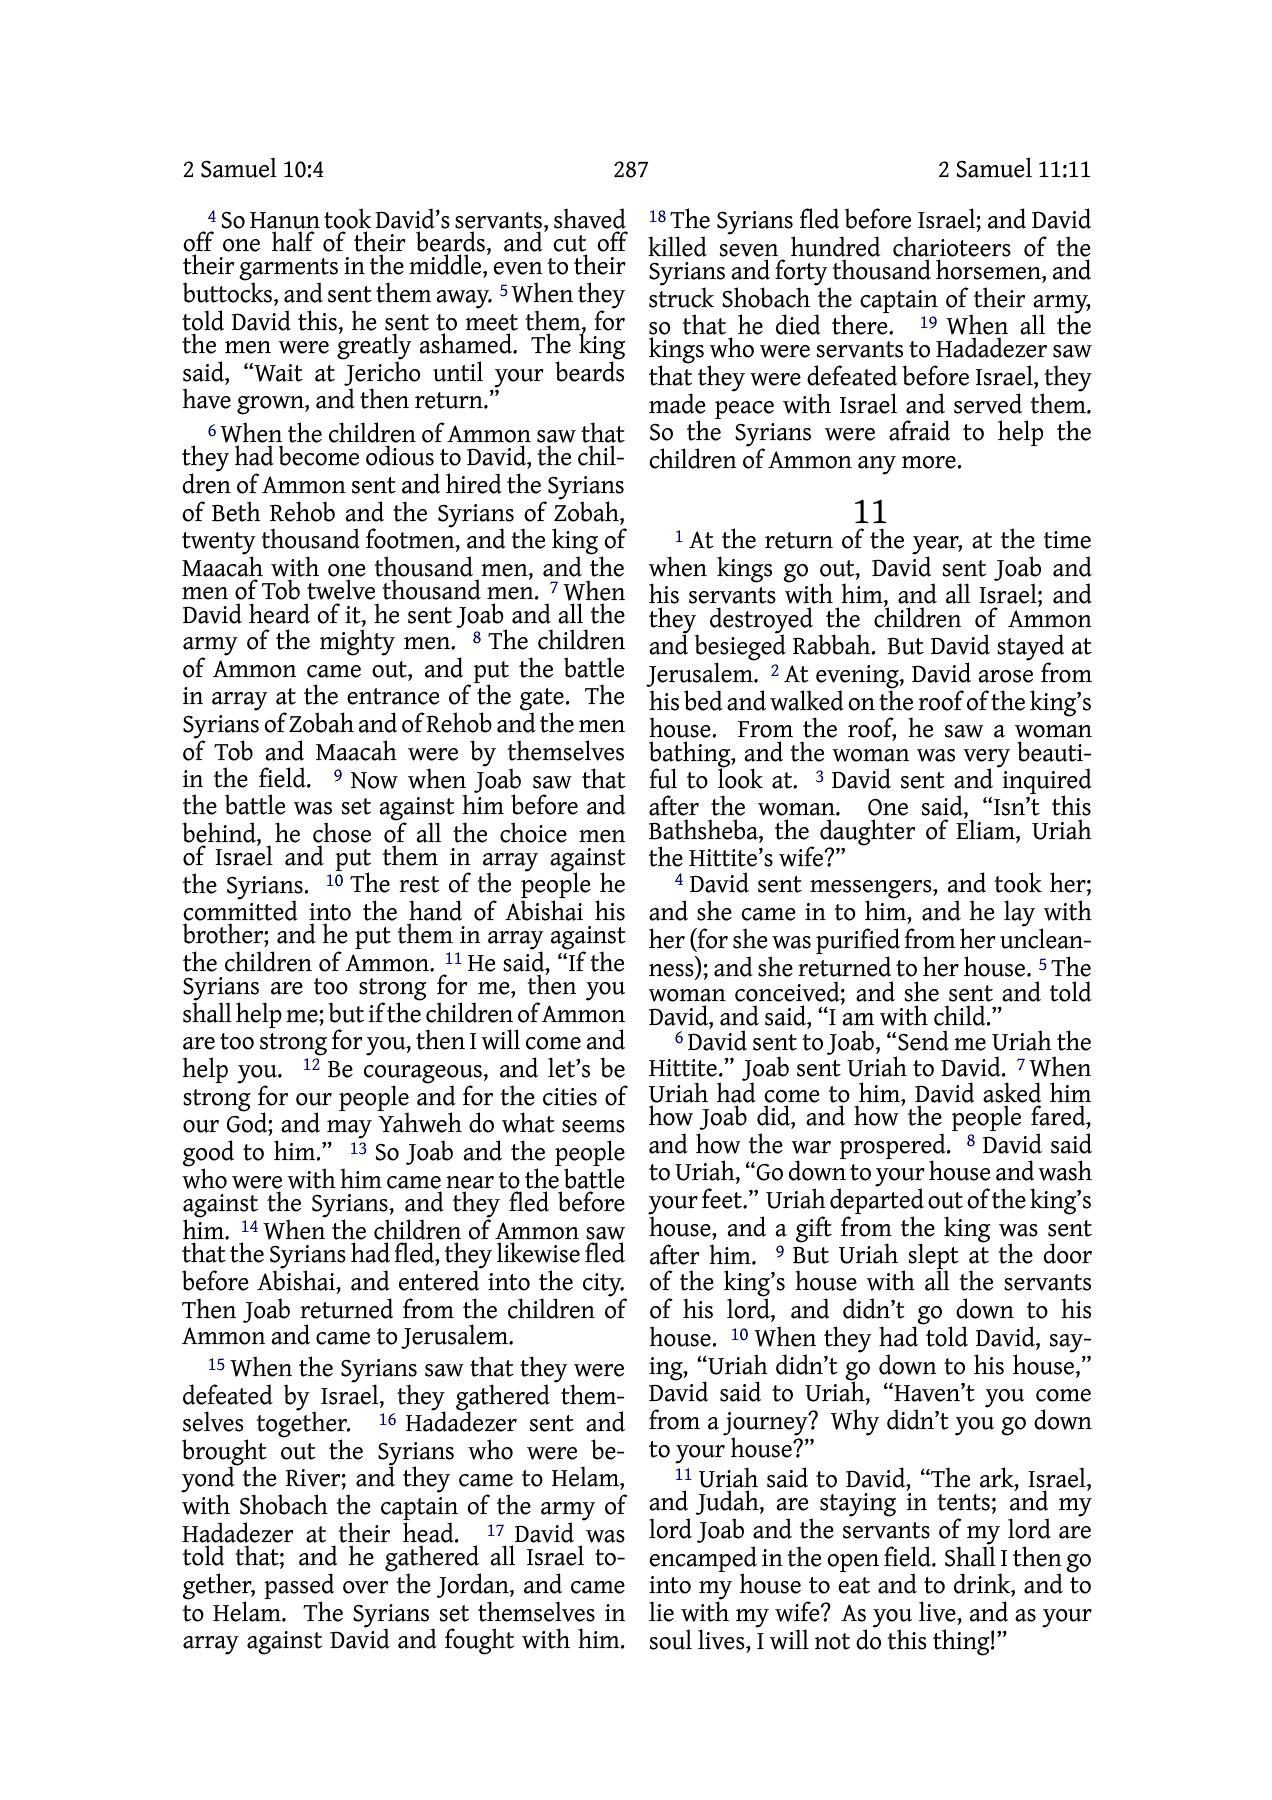 2 Samuel 10:4 287 2 Samuel 11:11
4 So Hanun took David’s servants, shaved
off one half of their beards, and cut off
their garments in the middle, even to their
buttocks, and sent them away. 5 When they
told David this, he sent to meet them, for
the men were greatly ashamed. The king
said, “Wait at Jericho until your beards
have grown, and then return.”
6 When the children of Ammon saw that
they had become odious to David, the chil-
dren of Ammon sent and hired the Syrians
of Beth Rehob and the Syrians of Zobah,
twenty thousand footmen, and the king of
Maacah with one thousand men, and the
men of Tob twelve thousand men. 7 When
David heard of it, he sent Joab and all the
army of the mighty men. 8 The children
of Ammon came out, and put the battle
in array at the entrance of the gate. The
Syrians of Zobah and of Rehob and the men
of Tob and Maacah were by themselves
in the field. 9 Now when Joab saw that
the battle was set against him before and
behind, he chose of all the choice men
of Israel and put them in array against
the Syrians. 10 The rest of the people he
committed into the hand of Abishai his
brother; and he put them in array against
the children of Ammon. 11 He said, “If the
Syrians are too strong for me, then you
shall help me; but if the children of Ammon
are too strong for you, then I will come and
help you. 12 Be courageous, and let’s be
strong for our people and for the cities of
our God; and may Yahweh do what seems
good to him.” 13 So Joab and the people
who were with him came near to the battle
against the Syrians, and they fled before
him. 14 When the children of Ammon saw
that the Syrians had fled, they likewise fled
before Abishai, and entered into the city.
Then Joab returned from the children of
Ammon and came to Jerusalem.
15 When the Syrians saw that they were
defeated by Israel, they gathered them-
selves together. 16 Hadadezer sent and
brought out the Syrians who were be-
yond the River; and they came to Helam,
with Shobach the captain of the army of
Hadadezer at their head. 17 David was
told that; and he gathered all Israel to-
gether, passed over the Jordan, and came
to Helam. The Syrians set themselves in
array against David and fought with him.
18 The Syrians fled before Israel; and David
killed seven hundred charioteers of the
Syrians and forty thousand horsemen, and
struck Shobach the captain of their army,
so that he died there. 19 When all the
kings who were servants to Hadadezer saw
that they were defeated before Israel, they
made peace with Israel and served them.
So the Syrians were afraid to help the
children of Ammon any more.
11
1 At the return of the year, at the time
when kings go out, David sent Joab and
his servants with him, and all Israel; and
they destroyed the children of Ammon
and besieged Rabbah. But David stayed at
Jerusalem. 2 At evening, David arose from
his bed and walked on the roof of the king’s
house. From the roof, he saw a woman
bathing, and the woman was very beauti-
ful to look at. 3 David sent and inquired
after the woman. One said, “Isn’t this
Bathsheba, the daughter of Eliam, Uriah
the Hittite’s wife?”
4 David sent messengers, and took her;
and she came in to him, and he lay with
her (for she was purified from her unclean-
ness); and she returned to her house. 5 The
woman conceived; and she sent and told
David, and said, “I am with child.”
6 David sent to Joab, “Send me Uriah the
Hittite.” Joab sent Uriah to David. 7 When
Uriah had come to him, David asked him
how Joab did, and how the people fared,
and how the war prospered. 8 David said
to Uriah, “Go down to your house and wash
your feet.” Uriah departed out of the king’s
house, and a gift from the king was sent
after him. 9 But Uriah slept at the door
of the king’s house with all the servants
of his lord, and didn’t go down to his
house. 10 When they had told David, say-
ing, “Uriah didn’t go down to his house,”
David said to Uriah, “Haven’t you come
from a journey? Why didn’t you go down
to your house?”
11 Uriah said to David, “The ark, Israel,
and Judah, are staying in tents; and my
lord Joab and the servants of my lord are
encamped in the open field. Shall I then go
into my house to eat and to drink, and to
lie with my wife? As you live, and as your
soul lives, I will not do this thing!”